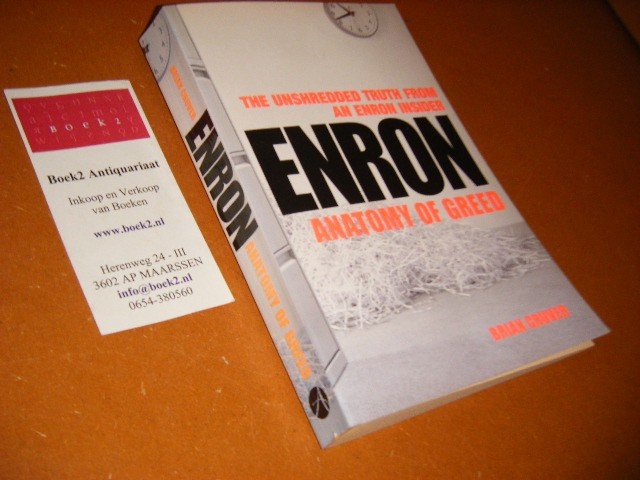 BOEK2
Boek2 Antiquariaat
Inkoop en Verkoop
van Boeken
www.boek2.nl
Herenweg 24 - III
3602 AP MAARSSEN
info@boek2.nl
0654-380560
BRIAN CRUVER
ENRON
ANATOMY OF GREED
THE UNSHREDDED TRUTH FROM
AN ENRON INSIDER
ENRON
ANATOMY OF GREED
BRIAN CRUVER